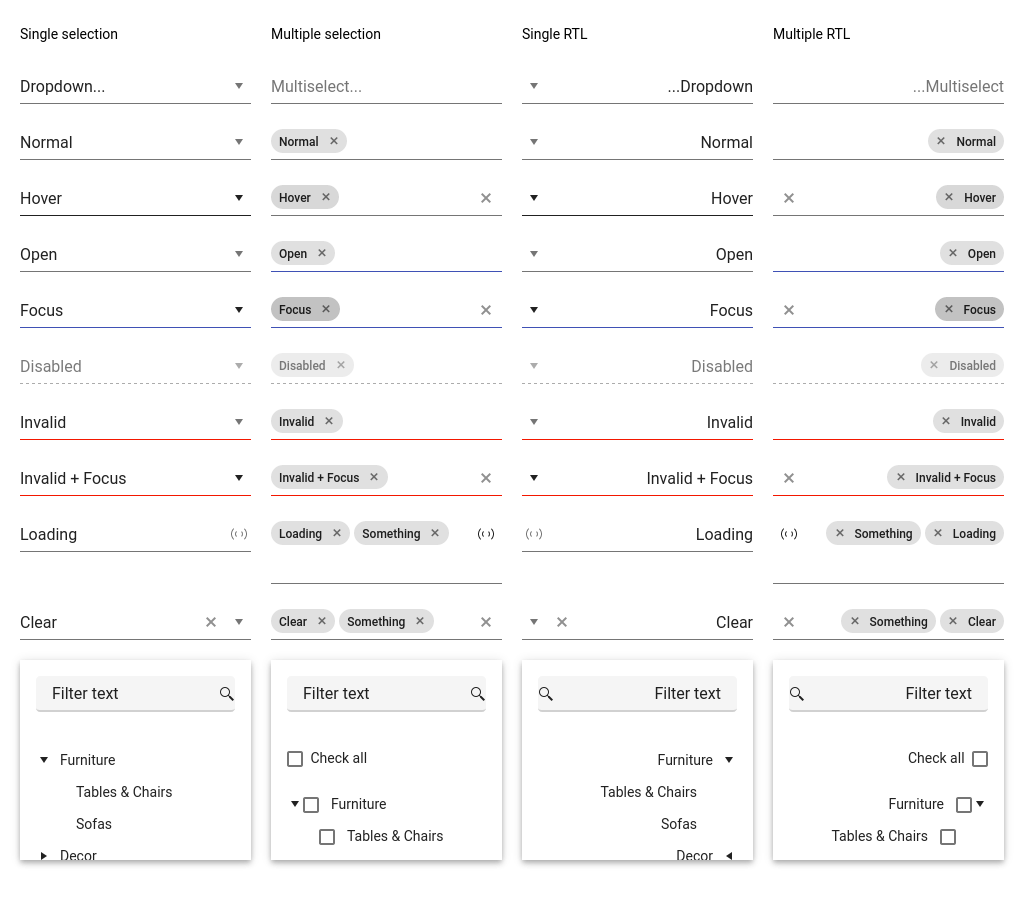 Single selection
Multiple selection
Single RTL
Multiple RTL
Dropdown...
Multiselect...
...Dropdown
...Multiselect
Normal
Normal
Normal
Normal
Hover
Hover
Hover
Hover
Open
Open
Open
Open
Focus
Focus
Focus
Focus
Disabled
Disabled
Disabled
Disabled
Invalid
Invalid
Invalid
Invalid
Invalid + Focus
Invalid + Focus
Invalid + Focus
Invalid + Focus
Loading
Loading Something
Loading
Something Loading
Clear
Clear Something
Clear
Something Clear
Filter text
Filter text
Filter text
Filter text
Furniture
Tables & Chairs
Sofas
Decor
Check all
Furniture
Tables & Chairs
Furniture
Tables & Chairs
Sofas
Decor
Check all
Furniture
Tables & Chairs